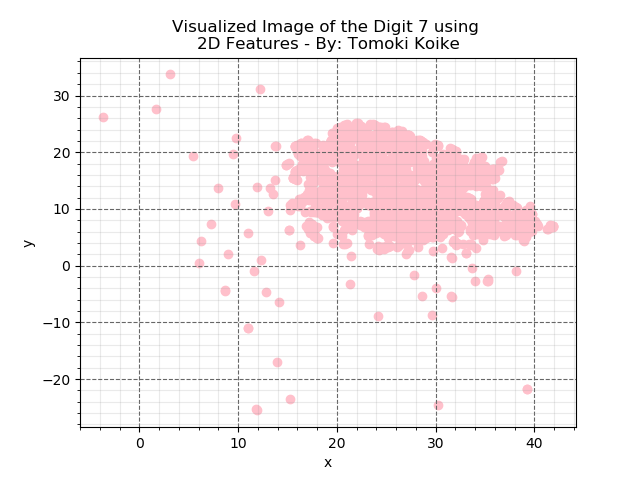 Visualized Image of the Digit 7 using
2D Features - By: Tomoki Koike
30
20
10
0
−10
−20
y
0 10 20 30 40
x